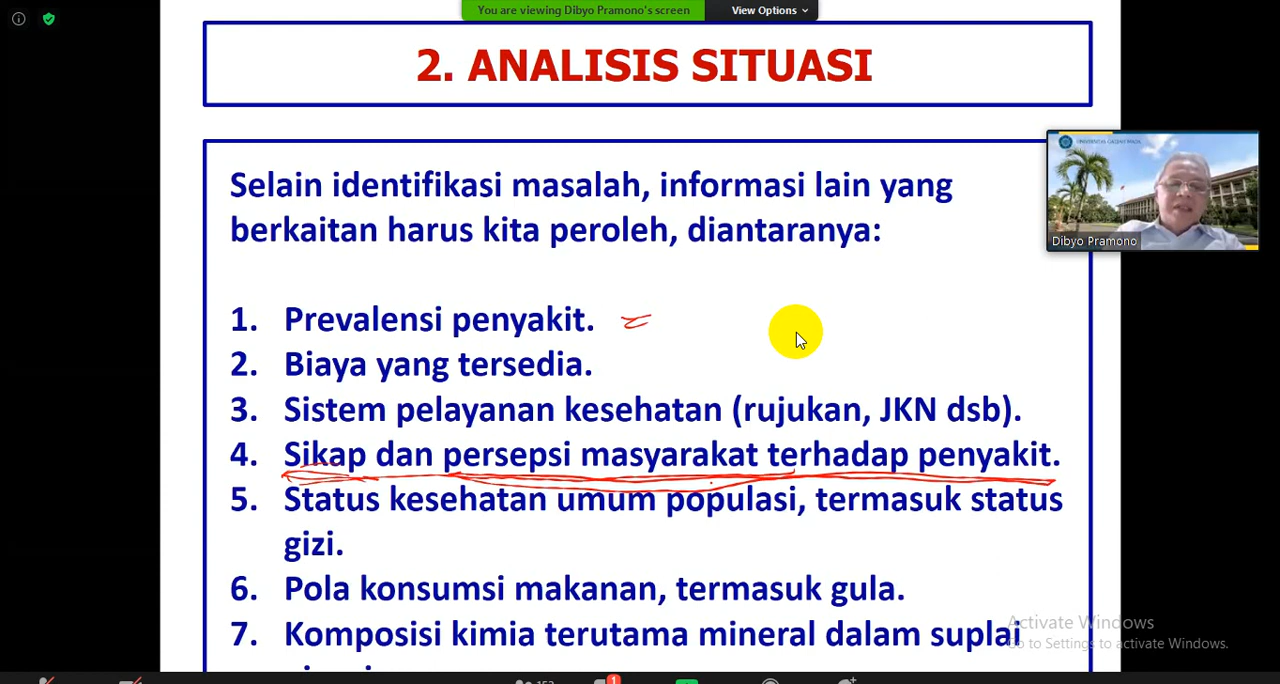 You are viewing Dibyo Pramono's screen
View Options
2. ANALISIS SITUASI
Selain identifikasi masalah, informasi lain yang
berkaitan harus kita peroleh, diantaranya:
1. Prevalensi penyakit.
2. Biaya yang tersedia.
3. Sistem pelayanan kesehatan (rujukan, JKN dsb).
4. Sikap dan persepsi masyarakat terhadap penyakit.
5. Status kesehatan umum populasi, termasuk status
gizi.
6. Pola konsumsi makanan, termasuk gula.
7. Komposisi kimia terutama mineral dalam suplai
Dibyo Pramono
Activate Windows
Go to Settings to activate Windows.
1